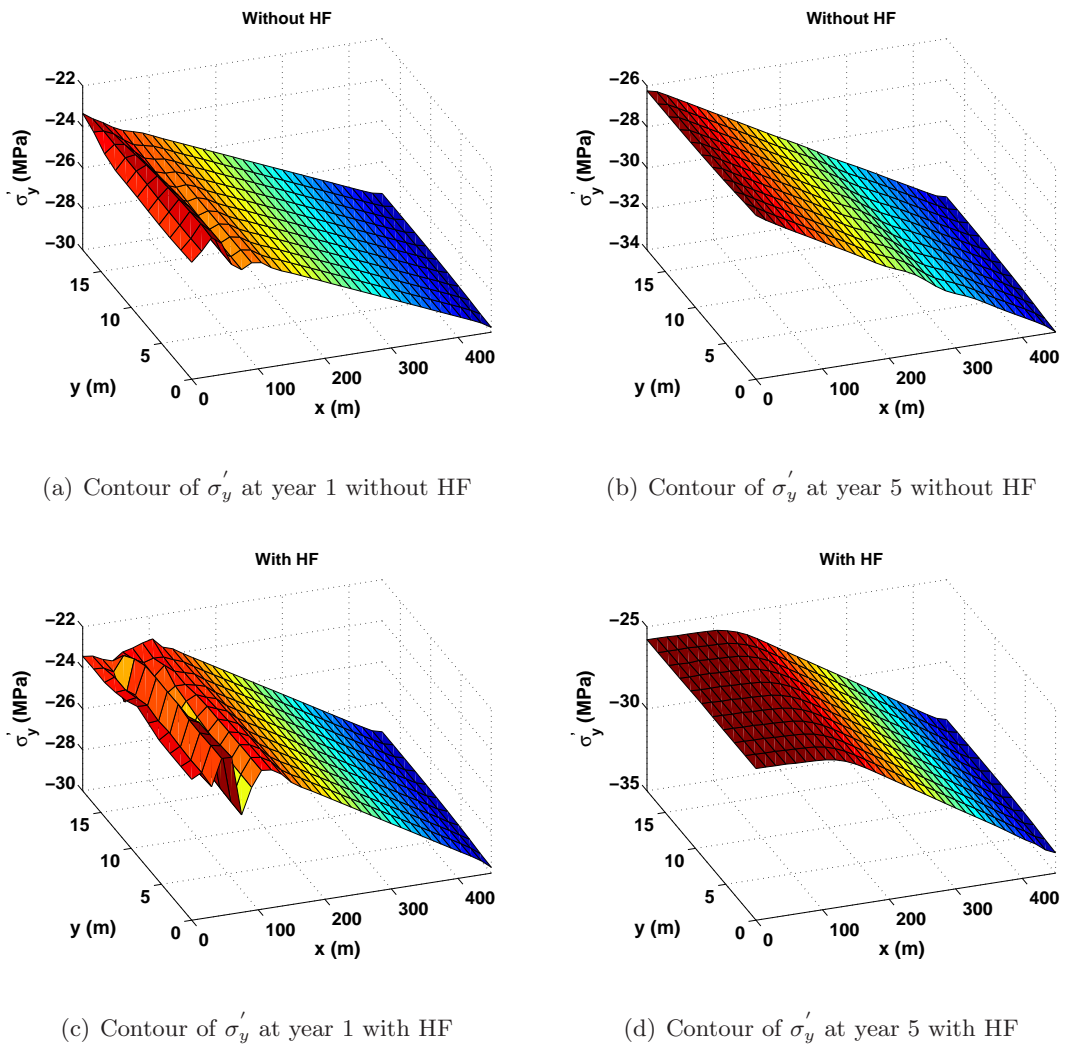 Without HF
−22
−24
−26
−28
−30
σ'y (MPa)
15
10
5
0
y (m)
0
100
200
300
400
x (m)
Without HF
−26
−28
−30
−32
−34
σ'y (MPa)
15
10
5
0
y (m)
0
100
200
300
400
x (m)
(a) Contour of σ'y at year 1 without HF
(b) Contour of σ'y at year 5 without HF
With HF
−22
−24
−26
−28
−30
σ'y (MPa)
15
10
5
0
y (m)
0
100
200
300
400
x (m)
With HF
−25
−30
−35
σ'y (MPa)
15
10
5
0
y (m)
0
100
200
300
400
x (m)
(c) Contour of σ'y at year 1 with HF
(d) Contour of σ'y at year 5 with HF